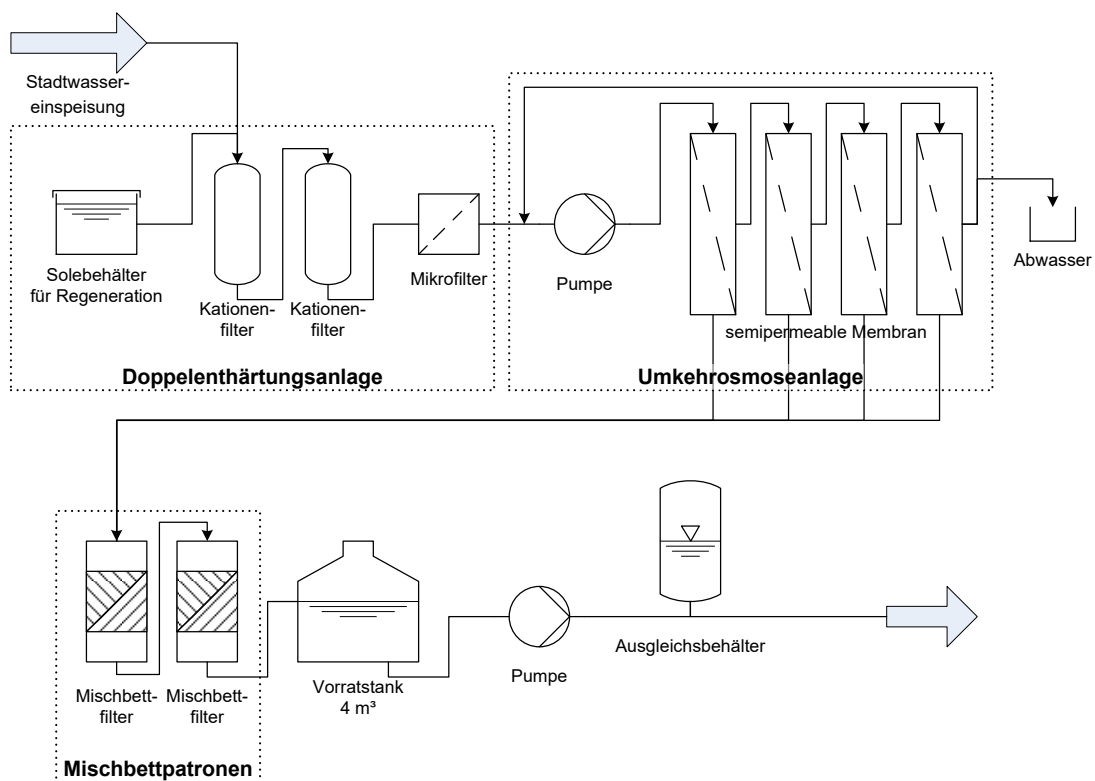 Stadtwasser-
einspeisung
Solebehälter
für Regeneration
Kationen-
filter
Kationen-
filter
Mikrofilter
Doppelenthärtungsanlage
Pumpe
semipermeable Membran
Abwasser
Umkehrosmoseanlage
Mischbett-
filter
Mischbett-
filter
Mischbettpatronen
Vorratstank
4 m³
Pumpe
Ausgleichsbehälter